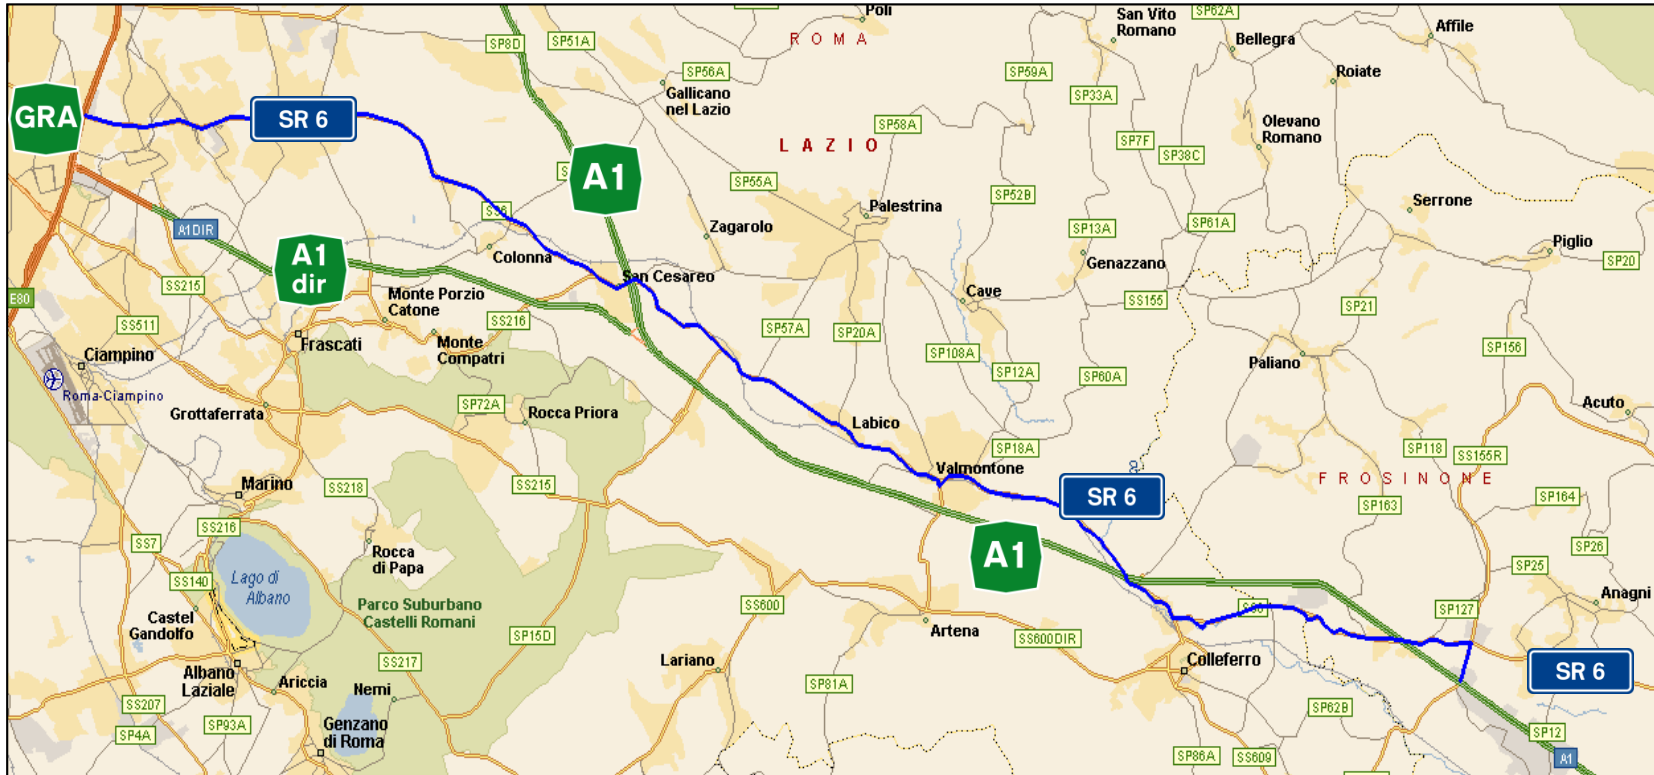 Poli
San Vito
Romano
SP62A
Affile
SP8D
SP51A
ROMA
Bellegra
SP56A
SP59A
Roiate
Gallicano
nel Lazio
SP33A
GRA
SR 6
SP58A
Olevano
Romano
LAZIO
SP7F
SP38C
A1
SP55A
SP52B
Serrone
Palestrina
SP61A
A1DIR
Zagarolo
SP13A
Piglio
Colonna
A1
dir
Genazzano
SP20
San Cesareo
SS215
Monte Porzio
Catone
Cave
SS155
E80
SP21
SS511
SS216
SP57A
SP20A
Frascati
Monte
Compatri
SP156
Ciampino
SP108A
Paliano
SP12A
SP60A
Roma-Ciampino
Acuto
Grottaferrata
SP72A
Rocca Priora
Labico
SP18A
SP118
SS155R
Valmontone
FROSINONE
Marino
SS218
SS215
SR 6
SP164
SP163
SS216
SS7
A1
SP26
Rocca
di Papa
SP25
SS140
Lago di
Albano
Anagni
Parco Suburbano
Castelli Romani
SS600
SP127
Castel
Gandolfo
Artena
SP15D
SS600DIR
Lariano
SS217
Colleferro
SR 6
Albano
Laziale
Ariccia
Nemi
SP81A
SS207
SP93A
SP4A
Genzano
di Roma
SP62B
SP12
SP86A
SS609
A1